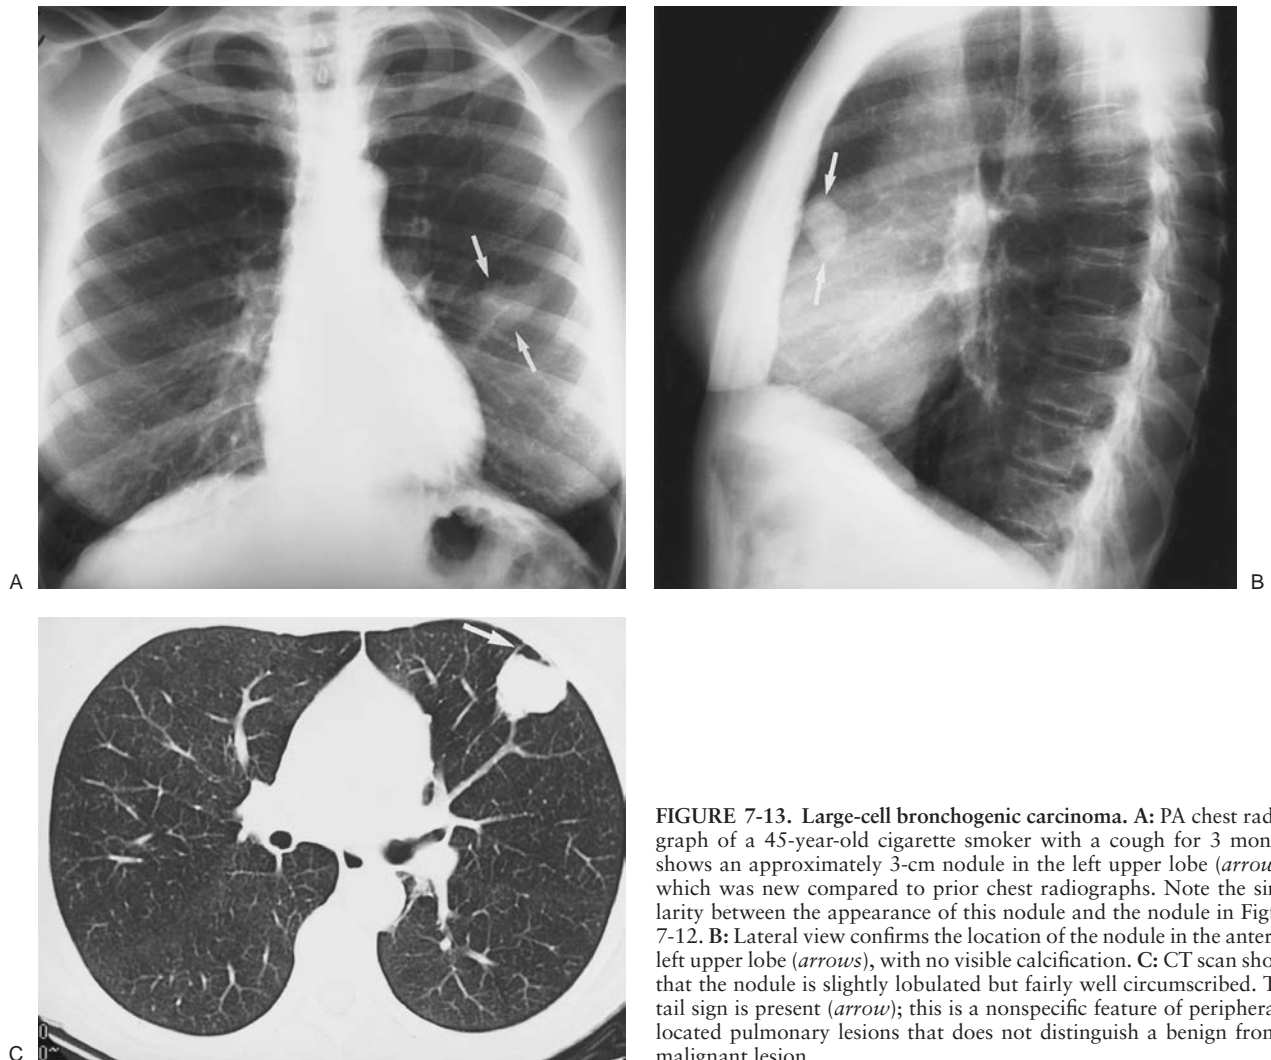 A
B
C
FIGURE 7-13. Large-cell bronchogenic carcinoma. A: PA chest rad
graph of a 45-year-old cigarette smoker with a cough for 3 mon
shows an approximately 3-cm nodule in the left upper lobe (arrow
which was new compared to prior chest radiographs. Note the sim
larity between the appearance of this nodule and the nodule in Figu
7-12. B: Lateral view confirms the location of the nodule in the anter
left upper lobe (arrows), with no visible calcification. C: CT scan sho
that the nodule is slightly lobulated but fairly well circumscribed. T
tail sign is present (arrow); this is a nonspecific feature of periphera
located pulmonary lesions that does not distinguish a benign from
malignant lesion.